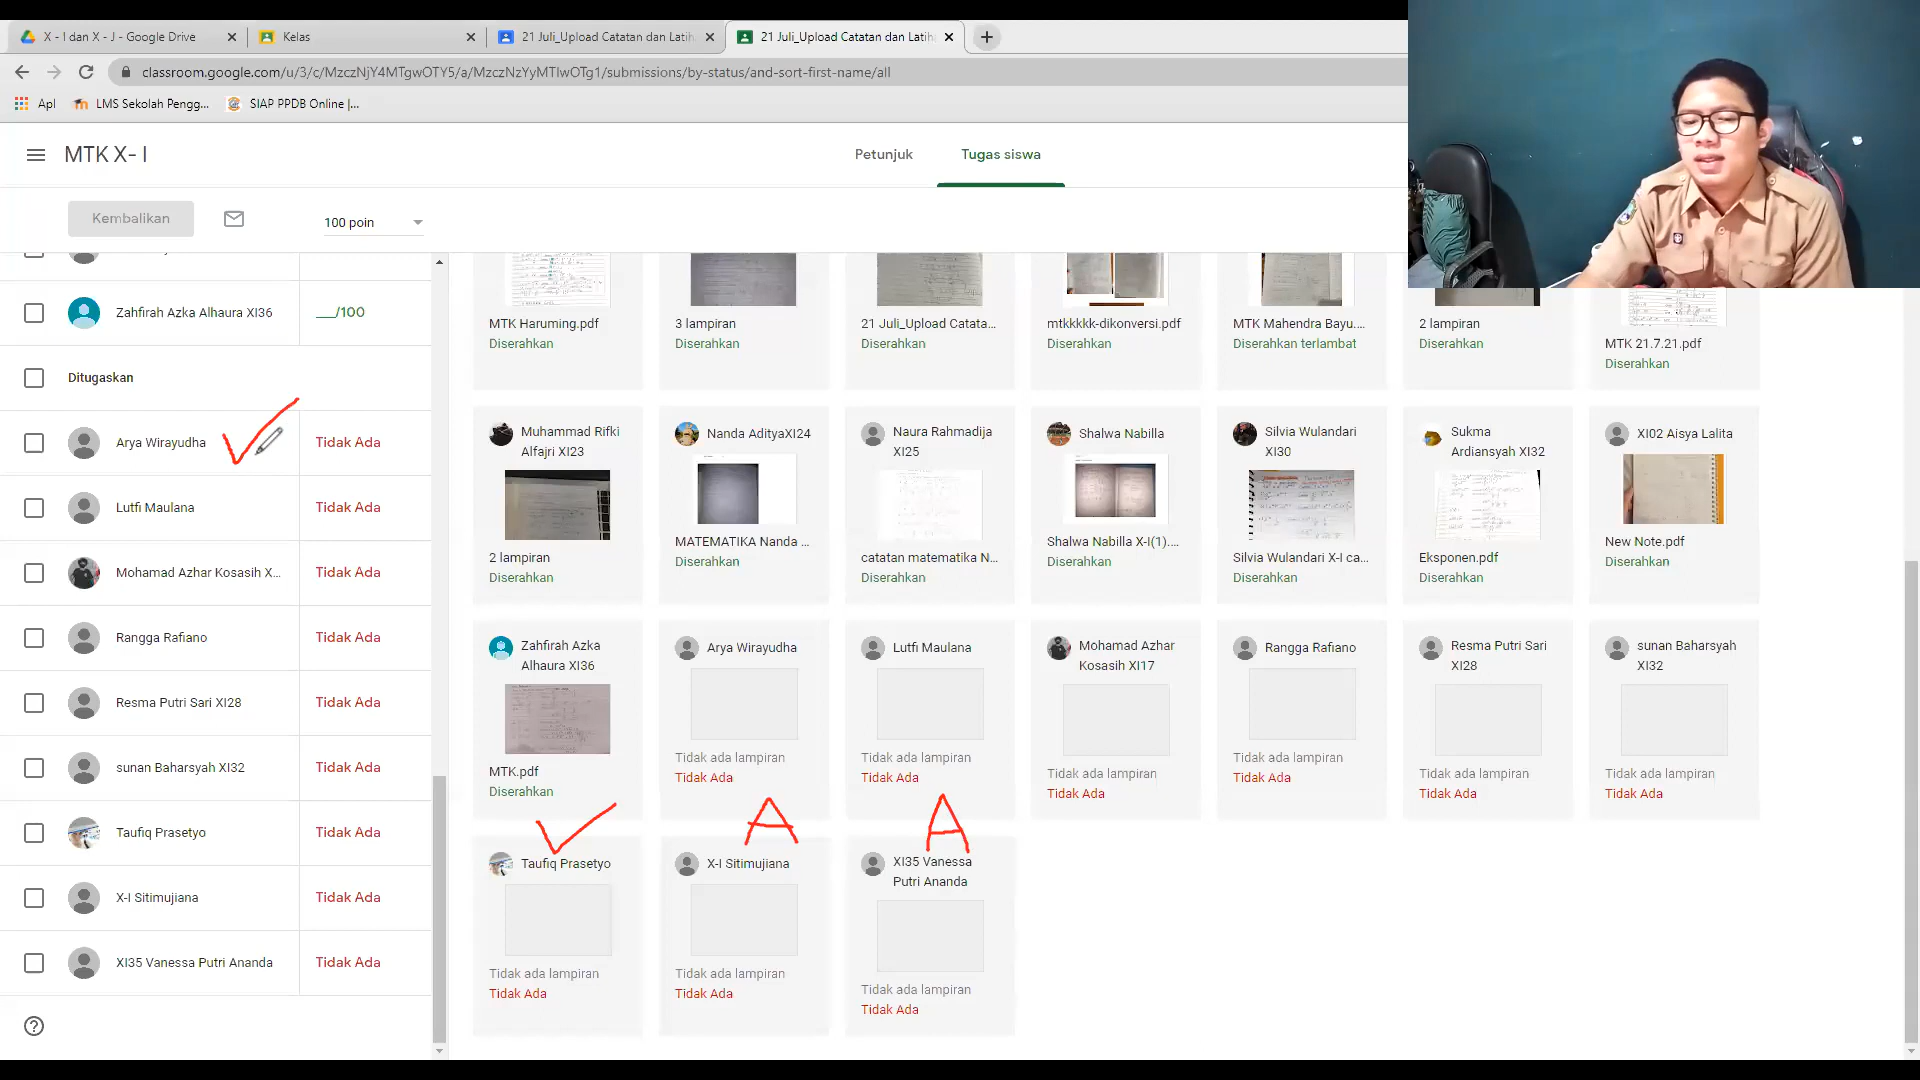 X - I dan X - J - Google Drive
Kelas
21 Juli_Upload Catatan dan Latih
21 Juli_Upload Catatan dan Latih
classroom.google.com/u/3/c/MzczNjY4MTgwOTY5/a/MzczNzYyMTIwOTg1/submissions/by-status/and-sort-first-name/all
Apl
LMS Sekolah Pengg...
SIAP PPDB Online |...
MTK X- I
Petunjuk
Tugas siswa
Kembalikan
100 poin
Zahfirah Azka Alhaura XI36
__/100
Ditugaskan
Arya Wirayudha
Tidak Ada
Lutfi Maulana
Tidak Ada
Mohamad Azhar Kosasih X...
Tidak Ada
Rangga Rafiano
Tidak Ada
Resma Putri Sari XI28
Tidak Ada
sunan Baharsyah XI32
Tidak Ada
Taufiq Prasetyo
Tidak Ada
X-I Sitimujiana
Tidak Ada
XI35 Vanessa Putri Ananda
Tidak Ada
MTK Haruming.pdf
Diserahkan
3 lampiran
Diserahkan
21 Juli_Upload Catata...
Diserahkan
mtkkkkk-dikonversi.pdf
Diserahkan
MTK Mahendra Bayu....
Diserahkan terlambat
2 lampiran
Diserahkan
MTK 21.7.21.pdf
Diserahkan
Muhammad Rifki
Alfajri XI23
2 lampiran
Diserahkan
Nanda AdityaXI24
MATEMATIKA Nanda ...
Diserahkan
Naura Rahmadija
XI25
catatan matematika N...
Diserahkan
Shalwa Nabilla
Shalwa Nabilla X-I(1)....
Diserahkan
Silvia Wulandari
XI30
Silvia Wulandari X-I ca...
Diserahkan
Sukma
Ardiansyah XI32
Eksponen.pdf
Diserahkan
XI02 Aisya Lalita
New Note.pdf
Diserahkan
Zahfirah Azka
Alhaura XI36
MTK.pdf
Diserahkan
Arya Wirayudha
Tidak ada lampiran
Tidak Ada
A
Lutfi Maulana
Tidak ada lampiran
Tidak Ada
A
Mohamad Azhar
Kosasih XI17
Tidak ada lampiran
Tidak Ada
Rangga Rafiano
Tidak ada lampiran
Tidak Ada
Resma Putri Sari
XI28
Tidak ada lampiran
Tidak Ada
sunan Baharsyah
XI32
Tidak ada lampiran
Tidak Ada
Taufiq Prasetyo
Tidak ada lampiran
Tidak Ada
X-I Sitimujiana
Tidak ada lampiran
Tidak Ada
XI35 Vanessa
Putri Ananda
Tidak ada lampiran
Tidak Ada